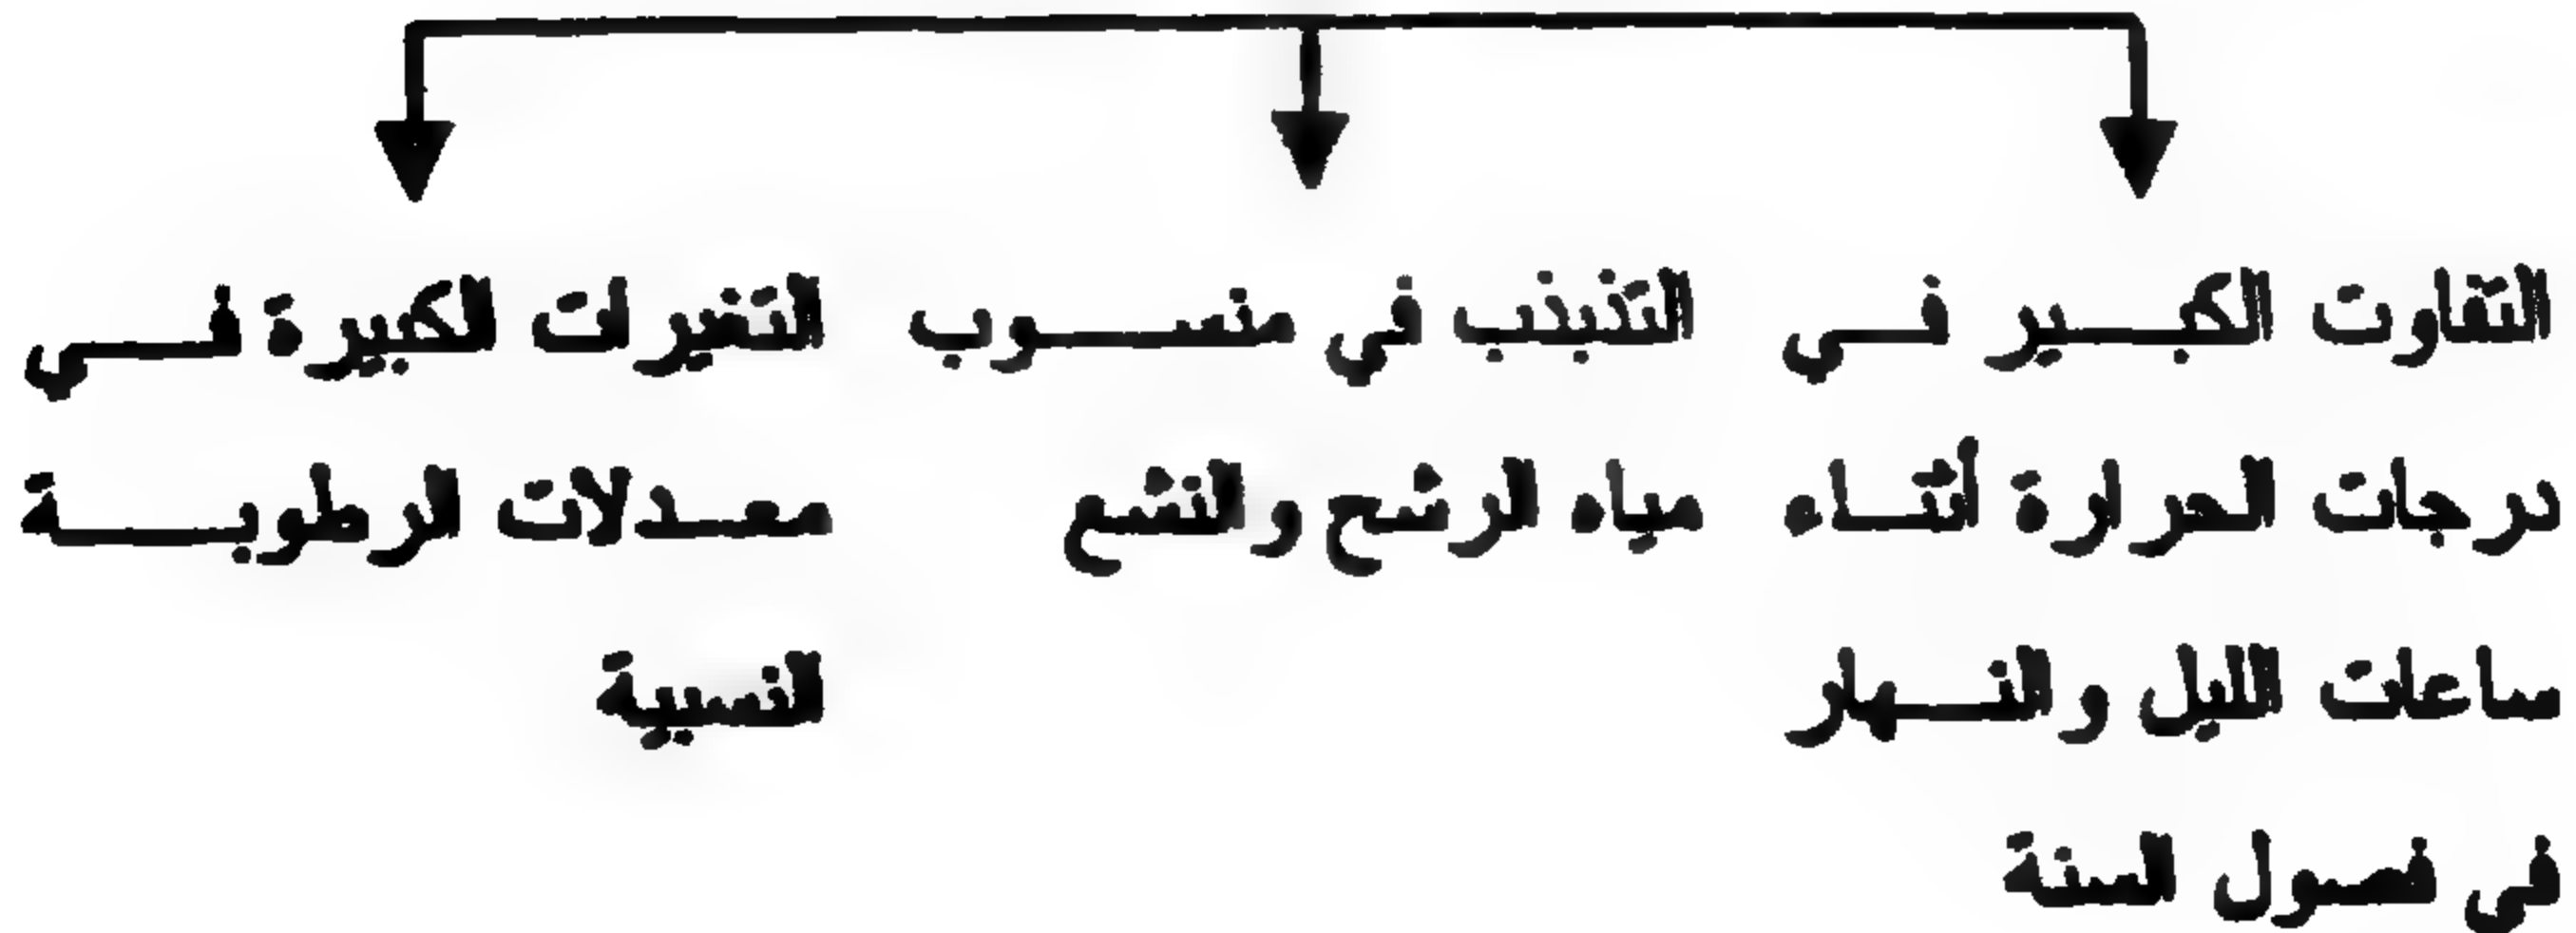 التفاوت الكبير في
درجات الحرارة أثناء
ساعات الليل والنهار
في فصول السنة
التذبذب في منسوب
مياه الرشح والنشع
التغيرات الكبيرة في
معدلات الرطوبة
النسبية